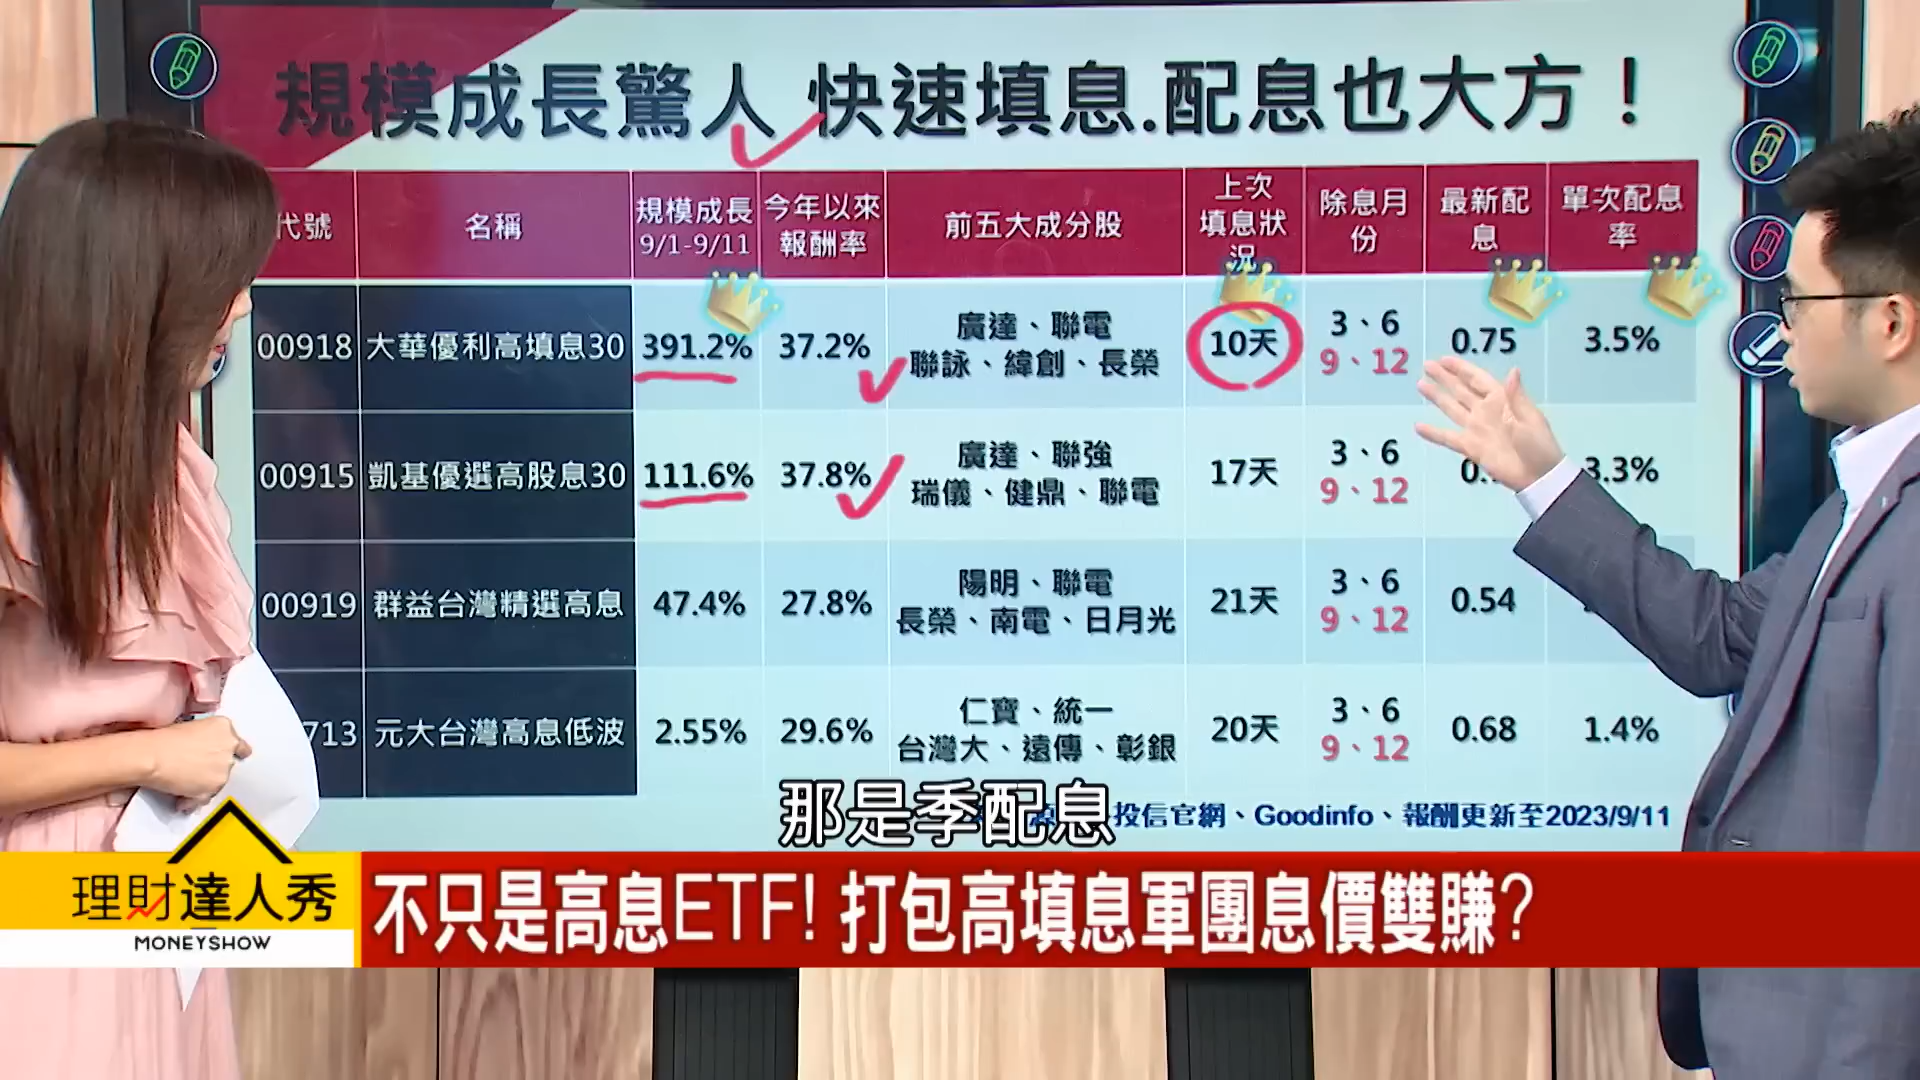 規模成長驚人 快速填息.配息也大方！
代號 名稱 規模成長 9/1-9/11 今年以來報酬率 前五大成分股 上次填息狀況 除息月份 最新配息 單次配息率
00918 大華優利高填息30 391.2% 37.2% 廣達、聯電 聯詠、緯創、長榮 10天 3、6 9、12 0.75 3.5%
00915 凱基優選高股息30 111.6% 37.8% 廣達、聯強 瑞儀、健鼎、聯電 17天 3、6 9、12 3.3%
00919 群益台灣精選高息 47.4% 27.8% 陽明、聯電 長榮、南電、日月光 21天 3、6 9、12 0.54
713 元大台灣高息低波 2.55% 29.6% 仁寶、統一 台灣大、遠傳、彰銀 20天 3、6 9、12 0.68 1.4%
投信官網、Goodinfo、報酬更新至2023/9/11
那是季配息
理財達人秀
MONEYSHOW
不只是高息ETF! 打包高填息軍團息價雙賺?